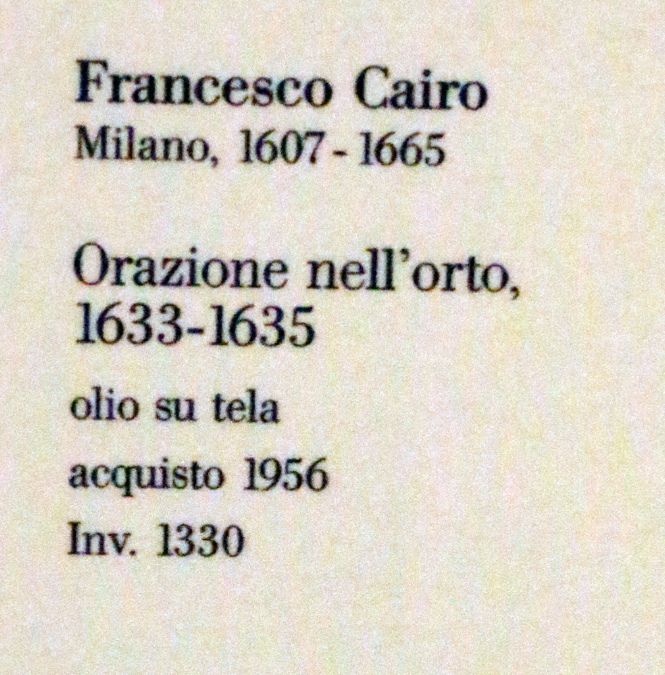 Francesco Cairo
Milano, 1607 - 1665
Orazione nell'orto,
1633-1635
olio su tela
acquisto 1956
Inv. 1330